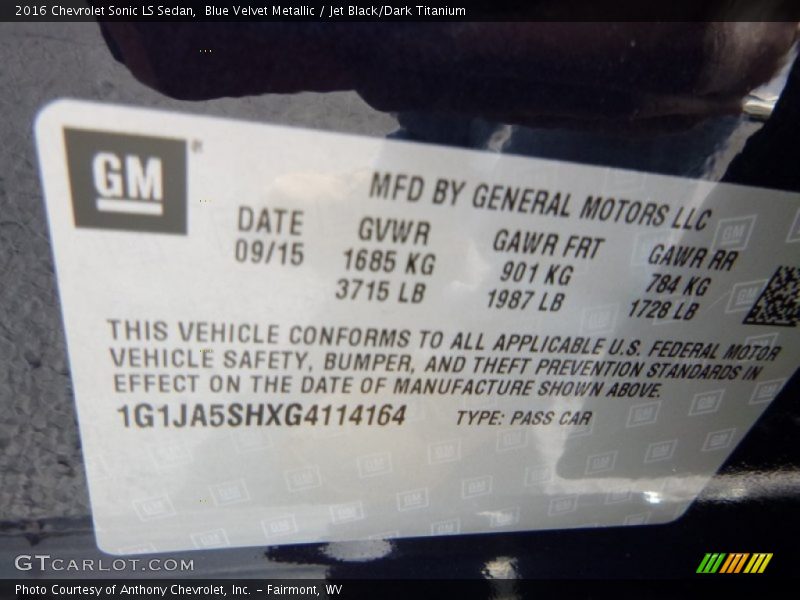 2016 Chevrolet Sonic LS Sedan,  Blue Velvet Metallic / Jet Black/Dark Titanium
GM
MFD BY GENERAL MOTORS LLC
DATE GVWR GAWR FRT GAWR RR
09/15 1685 KG 901 KG 784 KG
3715 LB 1987 LB 1728 LB
THIS VEHICLE CONFORMS TO ALL APPLICABLE U.S. FEDERAL MOTOR
VEHICLE SAFETY, BUMPER, AND THEFT PREVENTION STANDARDS IN
EFFECT ON THE DATE OF MANUFACTURE SHOWN ABOVE.
1G1JA5SHXG4114164 TYPE: PASS CAR
GTCARLOT.COM
Photo Courtesy of Anthony Chevrolet, Inc. - Fairmont, WV